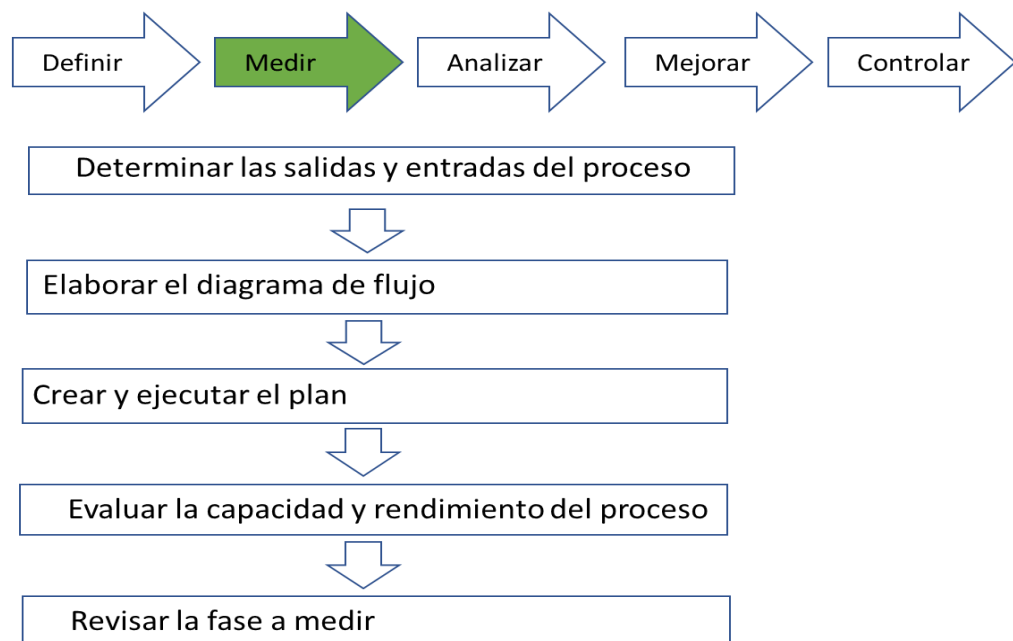 Definir
Medir
Analizar
Mejorar
Controlar
Determinar las salidas y entradas del proceso
Elaborar el diagrama de flujo
Crear y ejecutar el plan
Evaluar la capacidad y rendimiento del proceso
Revisar la fase a medir